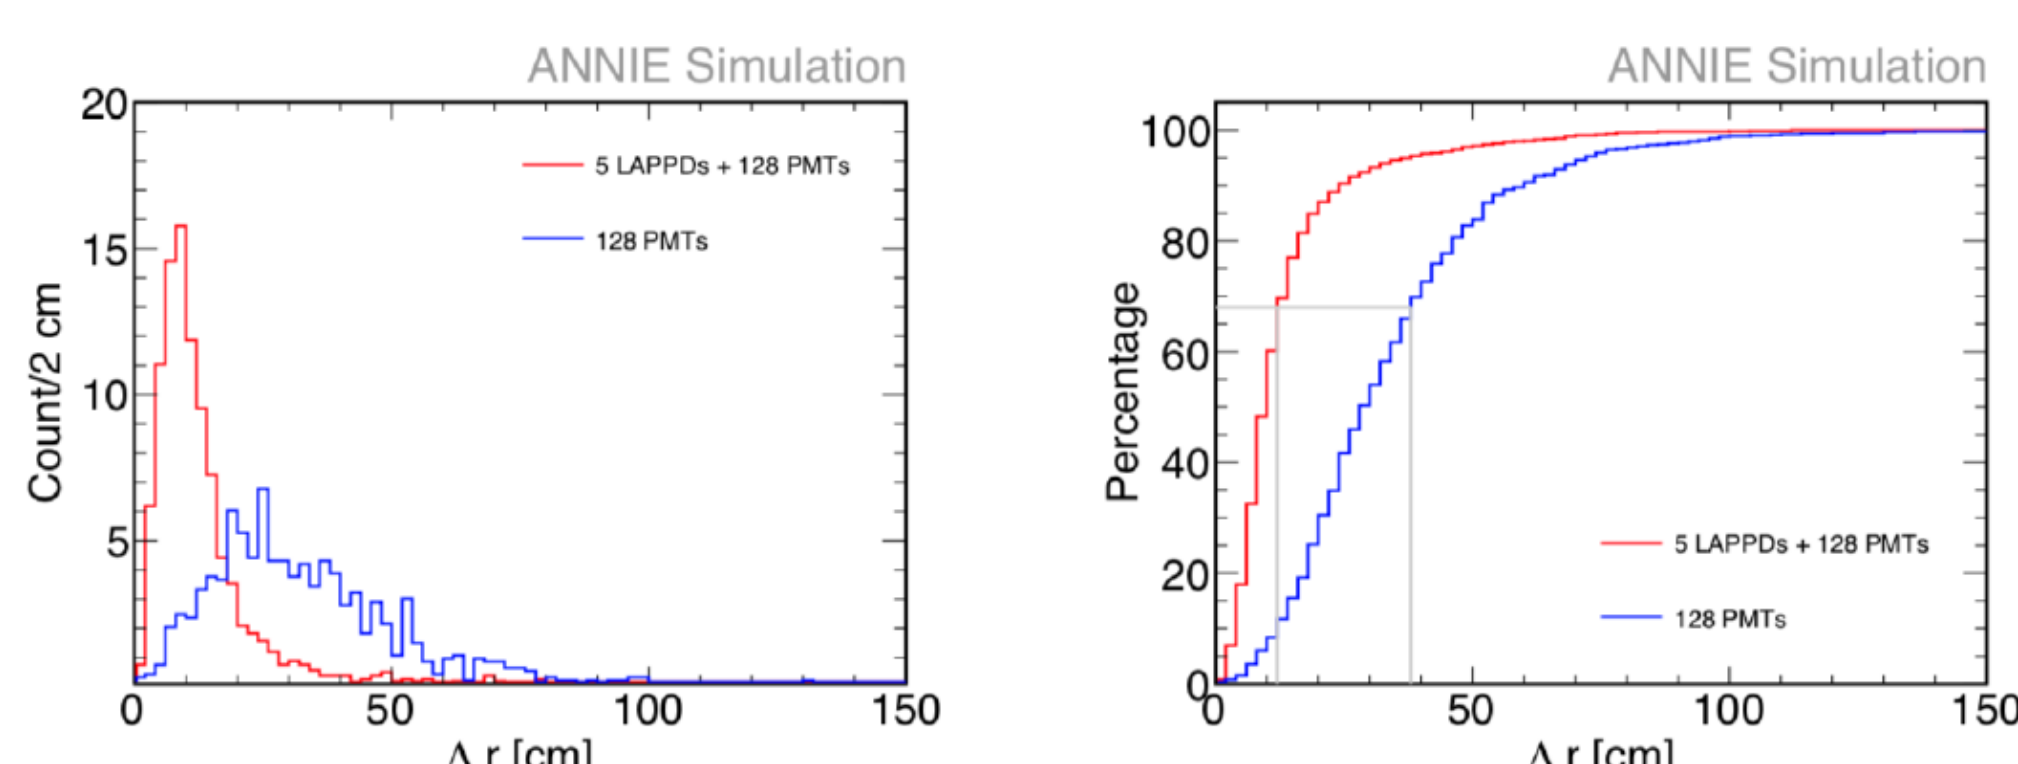 ANNIE Simulation
20
15
10
5
0
50
100
150
Count/2 cm
Δ r [cm]
5 LAPPDs + 128 PMTs
128 PMTs
ANNIE Simulation
100
80
60
40
20
0
0
50
100
150
Percentage
Δ r [cm]
5 LAPPDs + 128 PMTs
128 PMTs